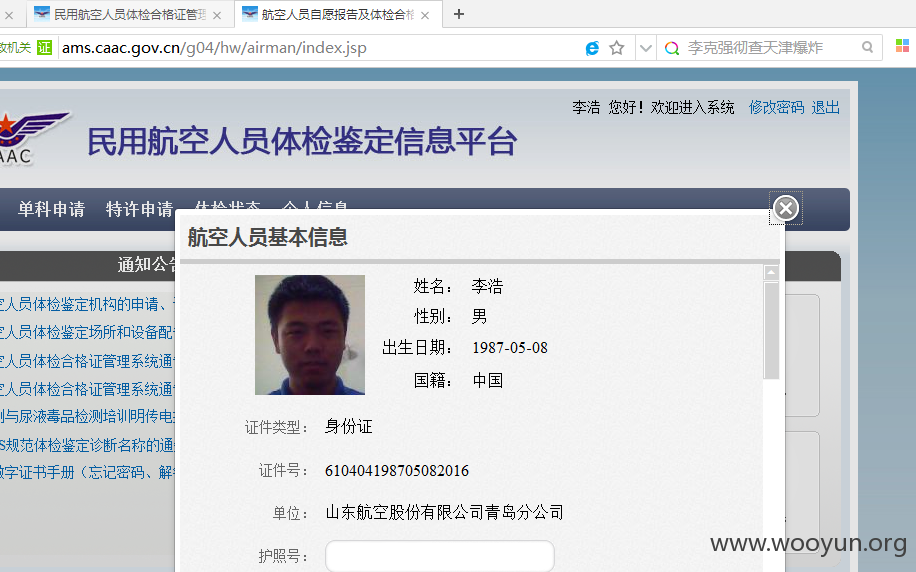 民用航空人员体检合格证管理
航空人员自愿报告及体检合格
证
ams.caac.gov.cn/g04/hw/airman/index.jsp
李克强彻查天津爆炸
李浩 您好！欢迎进入系统 修改密码 退出
民用航空人员体检鉴定信息平台
单科申请 特许申请 体检状态 个人信息
航空人员基本信息
通知公告
人员体检鉴定机构的申请、
姓名： 李浩
性别： 男
人员体检鉴定场所和设备配
出生日期： 1987-05-08
人员体检合格证管理系统通
国籍： 中国
人员体检合格证管理系统通
与尿液毒品检测培训明传电
证件类型： 身份证
S规范体检鉴定诊断名称的通
字证书手册（忘记密码、解
证件号： 610404198705082016
单位： 山东航空股份有限公司青岛分公司
护照号：
www.wooyun.org